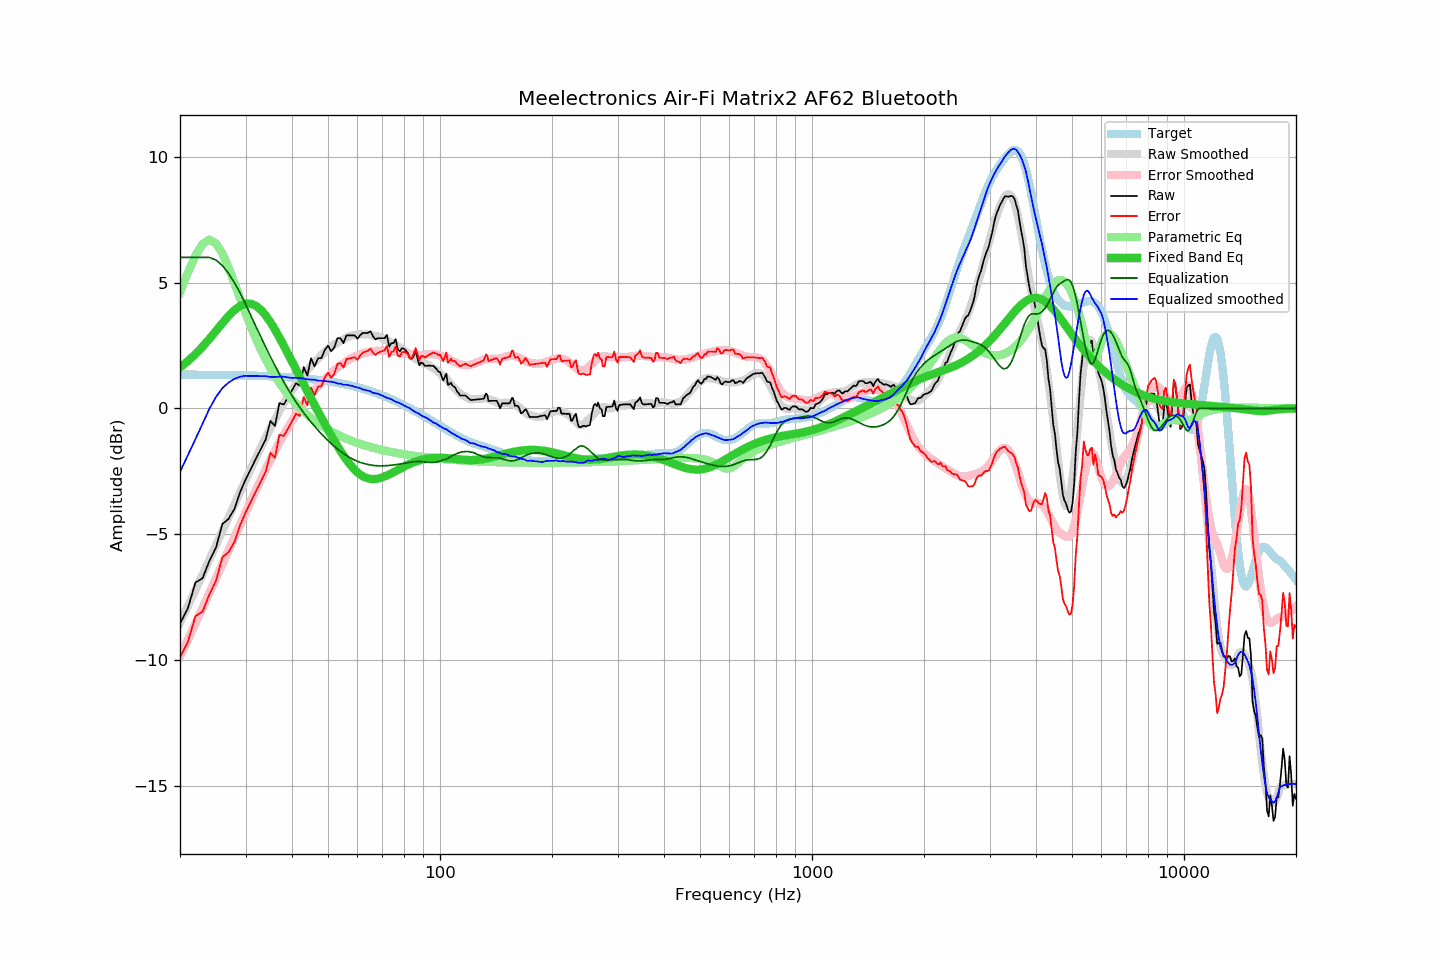 Meelectronics Air-Fi Matrix2 AF62 Bluetooth
Target
Raw Smoothed
Error Smoothed
Raw
Error
Parametric Eq
Fixed Band Eq
Equalization
Equalized smoothed
10
5
0
−5
−10
−15
Amplitude (dBr)
100
1000
10000
Frequency (Hz)